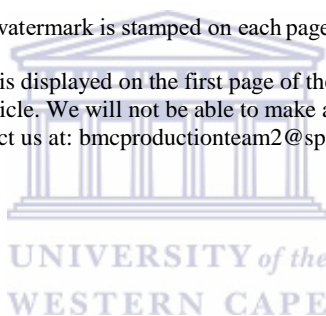 watermark is stamped on each page
is displayed on the first page of the
icle. We will not be able to make a
ct us at: bmcproductionteam2@sp
UNIVERSITY of the
WESTERN CAPE